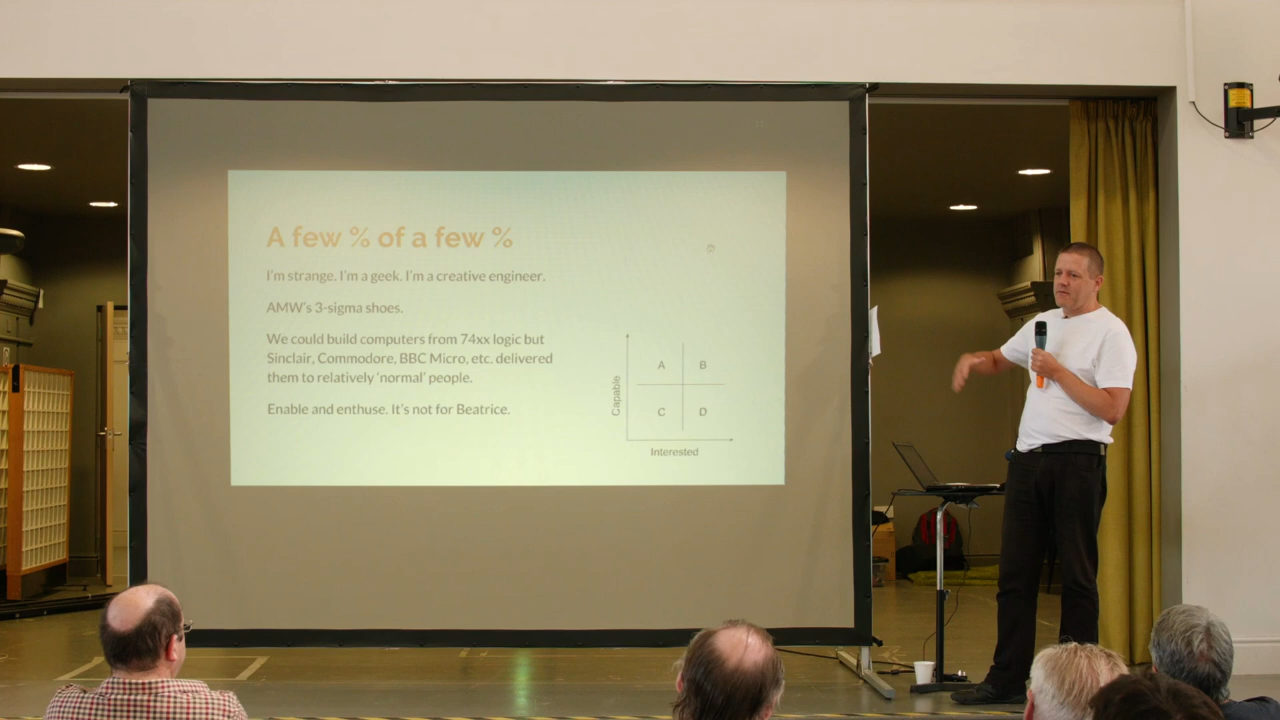 A few % of a few %
I'm strange. I'm a geek. I'm a creative engineer.
AMW's 3-sigma shoes.
We could build computers from 74xx logic but
Sinclair, Commodore, BBC Micro, etc. delivered
them to relatively 'normal' people.
Enable and enthuse. It's not for Beatrice.
Capable
A B
C D
Interested